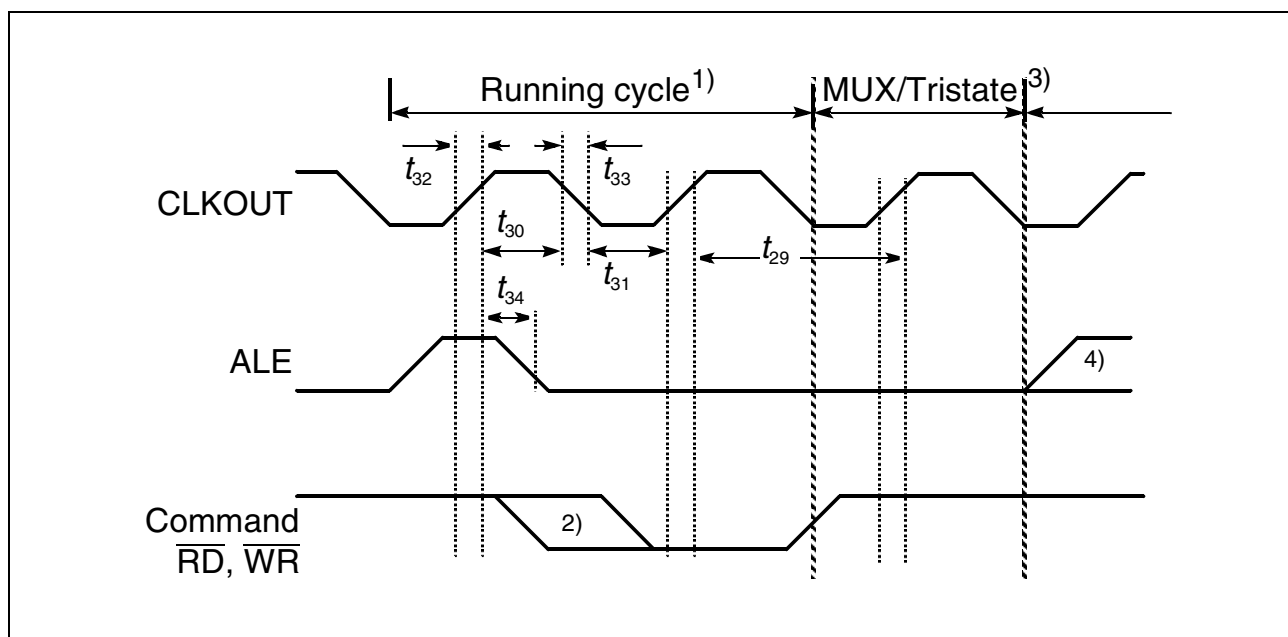 Running cycle1) MUX/Tristate 3)
t32 t33
CLKOUT
t30
t29
t31
t34
ALE
4)
Command
2)
RD, WR